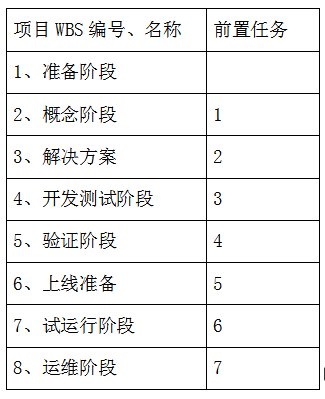 项目 WBS 编号、名称 前置任务
1、准备阶段
2、概念阶段 1
3、解决方案 2
4、开发测试阶段 3
5、验证阶段 4
6、上线准备 5
7、试运行阶段 6
8、运维阶段 7